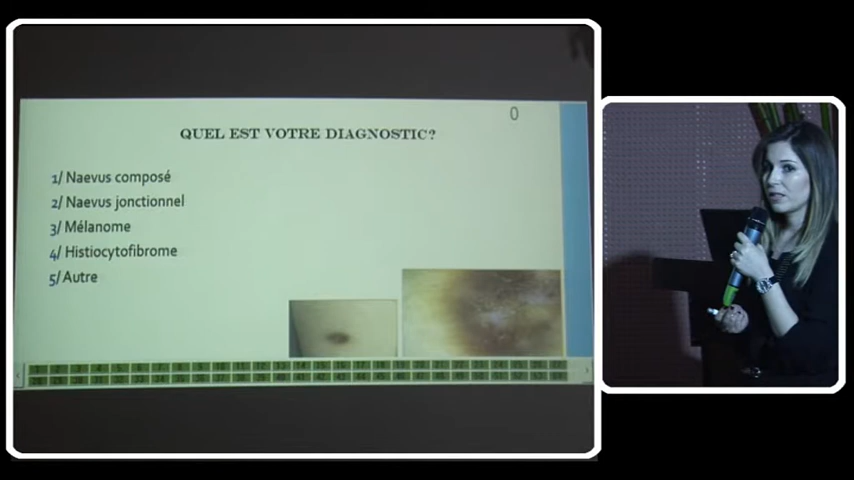 0
QUEL EST VOTRE DIAGNOSTIC?
1/ Naevus composé
2/ Naevus jonctionnel
3/ Mélanome
4/ Histiocytofibrome
5/ Autre